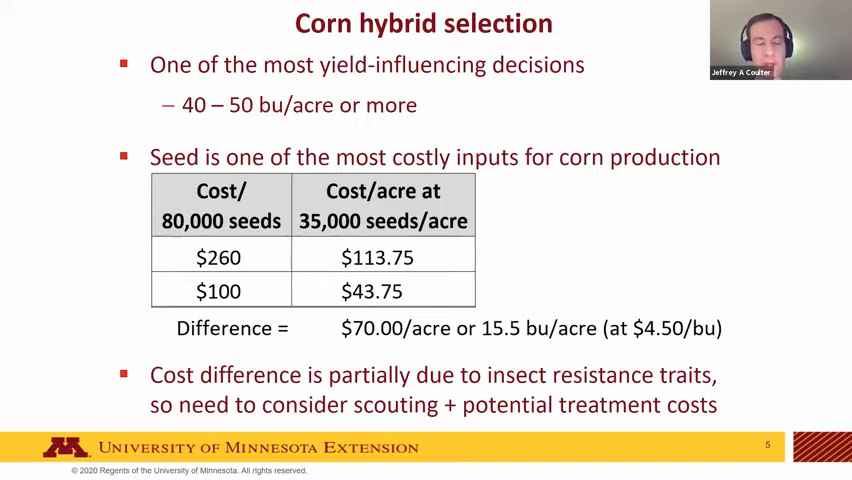 Corn hybrid selection
Jeffrey A Coulter
▪ One of the most yield-influencing decisions
– 40 – 50 bu/acre or more
▪ Seed is one of the most costly inputs for corn production
Cost/ Cost/acre at
80,000 seeds 35,000 seeds/acre
$260 $113.75
$100 $43.75
Difference = $70.00/acre or 15.5 bu/acre (at $4.50/bu)
▪ Cost difference is partially due to insect resistance traits,
so need to consider scouting + potential treatment costs
M UNIVERSITY OF MINNESOTA EXTENSION
5
© 2020 Regents of the University of Minnesota. All rights reserved.